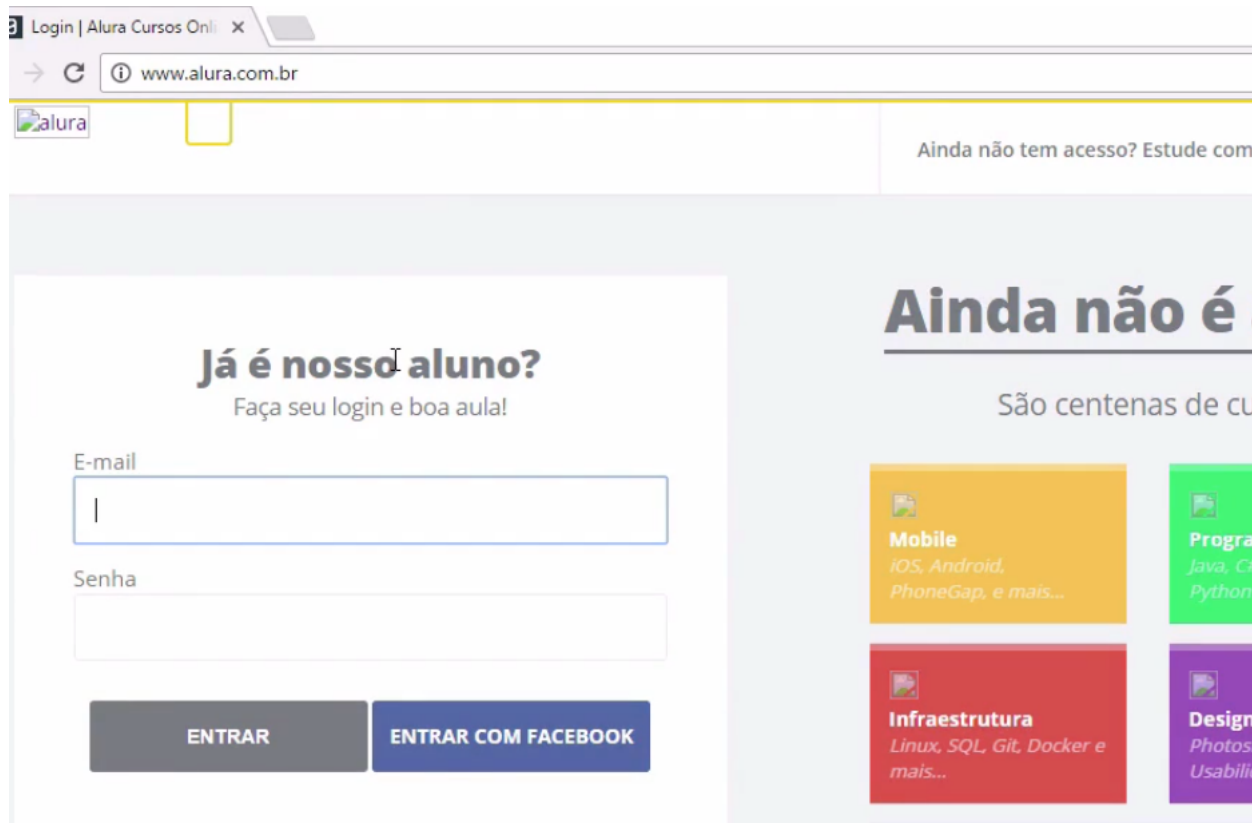 Login | Alura Cursos Onli
www.alura.com.br
alura
Ainda não tem acesso? Estude com
Já é nosso aluno?
Faça seu login e boa aula!
E-mail
Senha
ENTRAR
ENTRAR COM FACEBOOK
Ainda não é
São centenas de cu
Mobile
iOS, Android,
PhoneGap, e mais...
Progra
Java, C#
Python
Infraestrutura
Linux, SQL, Git, Docker e
mais...
Design
Photos
Usabili